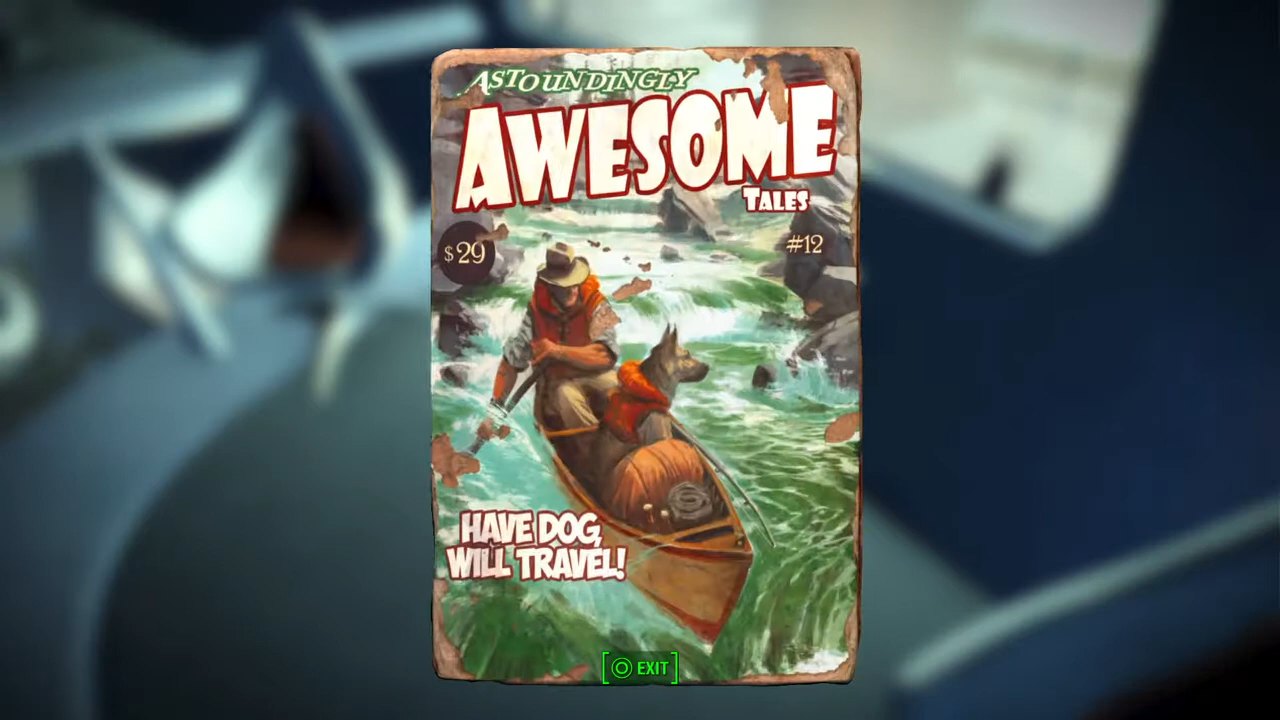 ASTOUNDINGLY
AWESOME
TALES
$29
#12
HAVE DOG,
WILL TRAVEL!
[◎ EXIT]